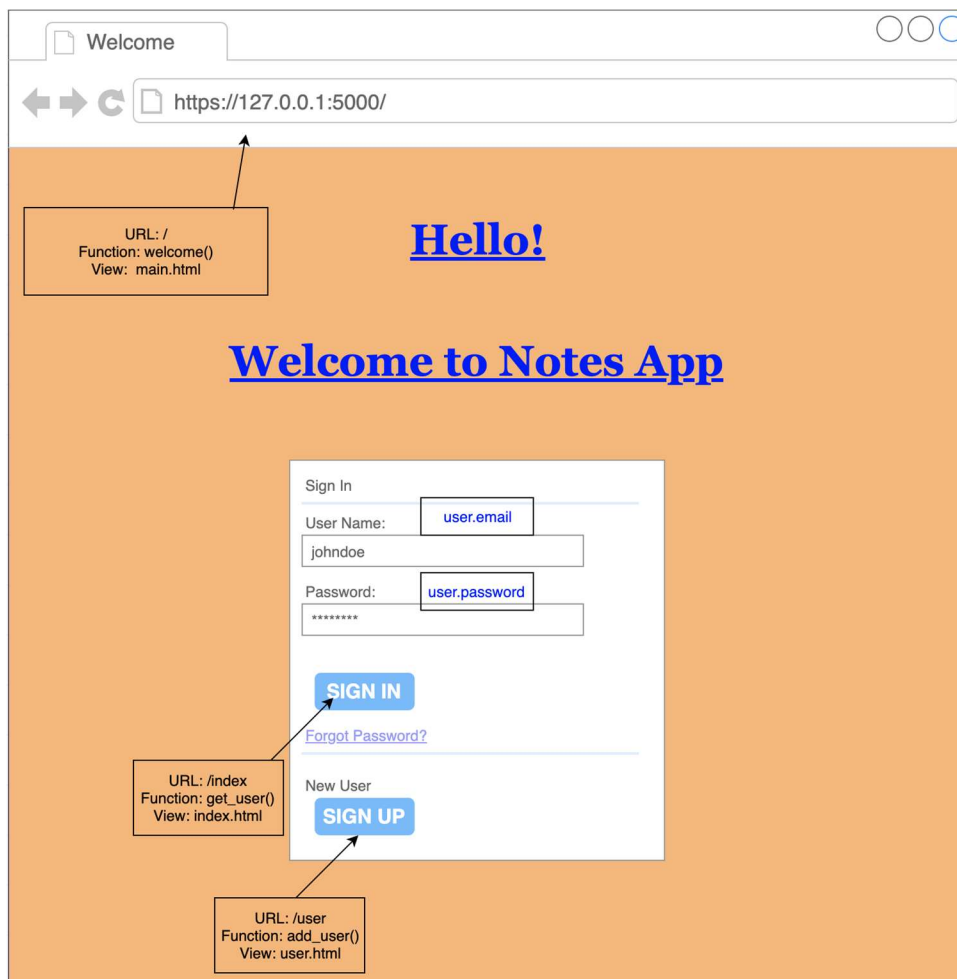 Welcome
https://127.0.0.1:5000/
URL: /
Function: welcome()
View: main.html
Hello!
Welcome to Notes App
Sign In
User Name:
user.email
johndoe
Password:
user.password
********
SIGN IN
Forgot Password?
URL: /index
Function: get_user()
View: index.html
New User
SIGN UP
URL: /user
Function: add_user()
View: user.html